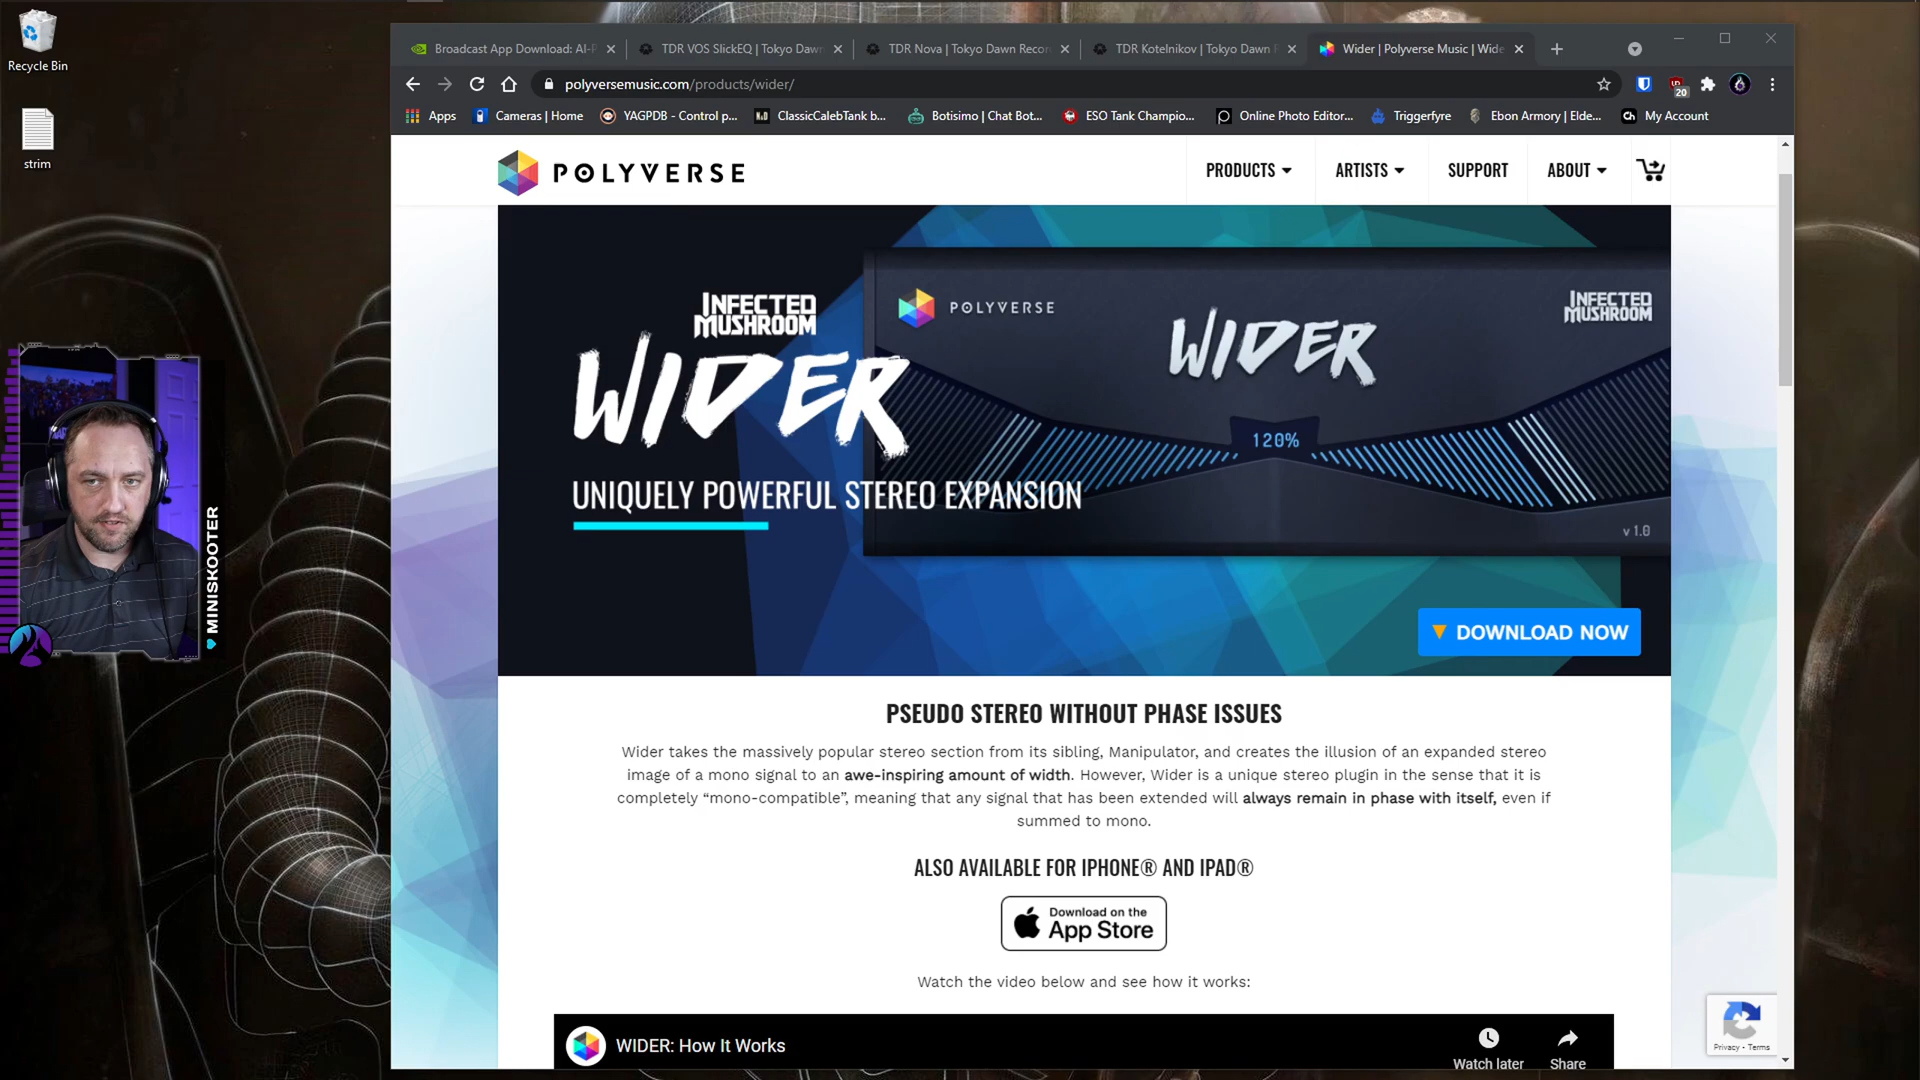 Recycle Bin
strim
MINISKOOTER
Broadcast App Download: AI-P
TDR VOS SlickEQ | Tokyo Dawn
TDR Nova | Tokyo Dawn Recor
TDR Kotelnikov | Tokyo Dawn R
Wider | Polyverse Music | Wide
polyversemusic.com/products/wider/
20
Apps
Cameras | Home
YAGPDB - Control p...
ClassicCalebTank b...
Botisimo | Chat Bot...
ESO Tank Champio...
Online Photo Editor...
Triggerfyre
Ebon Armory | Elde...
My Account
POLYVERSE
PRODUCTS
ARTISTS
SUPPORT
ABOUT
INFECTED
MUSHROOM
WIDER
UNIQUELY POWERFUL STEREO EXPANSION
POLYVERSE
WIDER
INFECTED
MUSHROOM
120%
v 1.0
DOWNLOAD NOW
PSEUDO STEREO WITHOUT PHASE ISSUES
Wider takes the massively popular stereo section from its sibling, Manipulator, and creates the illusion of an expanded stereo
image of a mono signal to an awe-inspiring amount of width. However, Wider is a unique stereo plugin in the sense that it is
completely “mono-compatible”, meaning that any signal that has been extended will always remain in phase with itself, even if
summed to mono.
ALSO AVAILABLE FOR IPHONE® AND IPAD®
Download on the
App Store
Watch the video below and see how it works:
WIDER: How It Works
Watch later
Share
Privacy - Terms